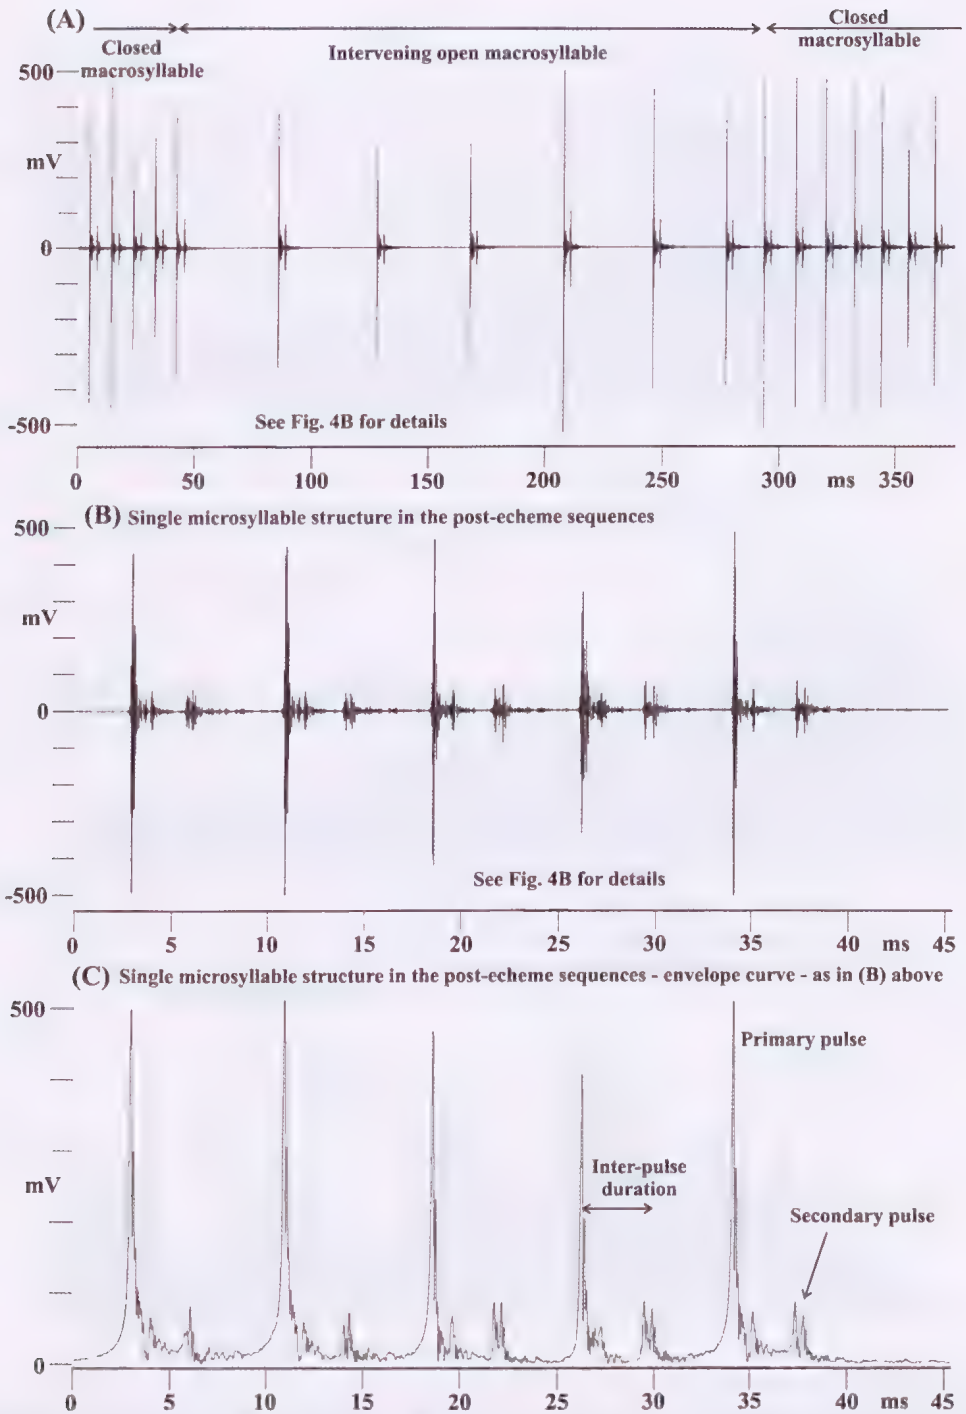 (A)
Closed
macrosyllable
Intervening open macrosyllable
Closed
macrosyllable
500
mV
0
-500
See Fig. 4B for details
0 50 100 150 200 250 300 ms 350
(B) Single microsyllable structure in the post-echeme sequences
500
mV
0
-500
See Fig. 4B for details
0 5 10 15 20 25 30 35 40 ms 45
(C) Single microsyllable structure in the post-echeme sequences - envelope curve - as in (B) above
500
Primary pulse
mV
Inter-pulse
duration
Secondary pulse
0
0 5 10 15 20 25 30 35 40 ms 45